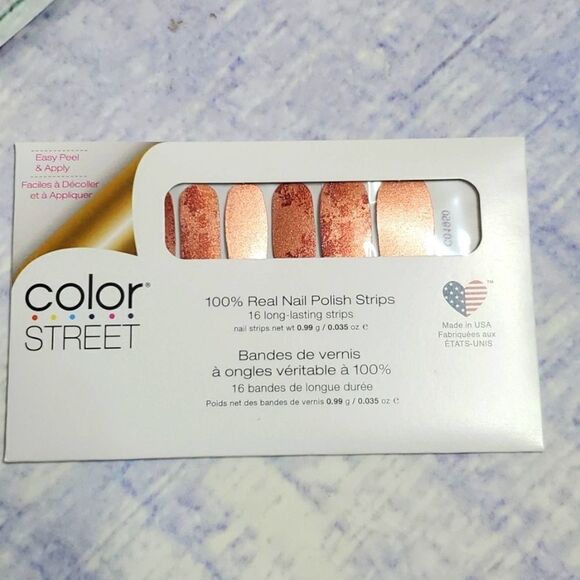 Easy Peel
& Apply
Faciles à Décoller
et à Appliquer
color®
STREET
100% Real Nail Polish Strips
16 long-lasting strips
nail strips net wt 0.99 g / 0.035 oz ℮
Bandes de vernis
à ongles véritable à 100%
16 bandes de longue durée
Poids net des bandes de vernis 0.99 g / 0.035 oz ℮
TM
Made in USA
Fabriquées aux
ÉTATS-UNIS